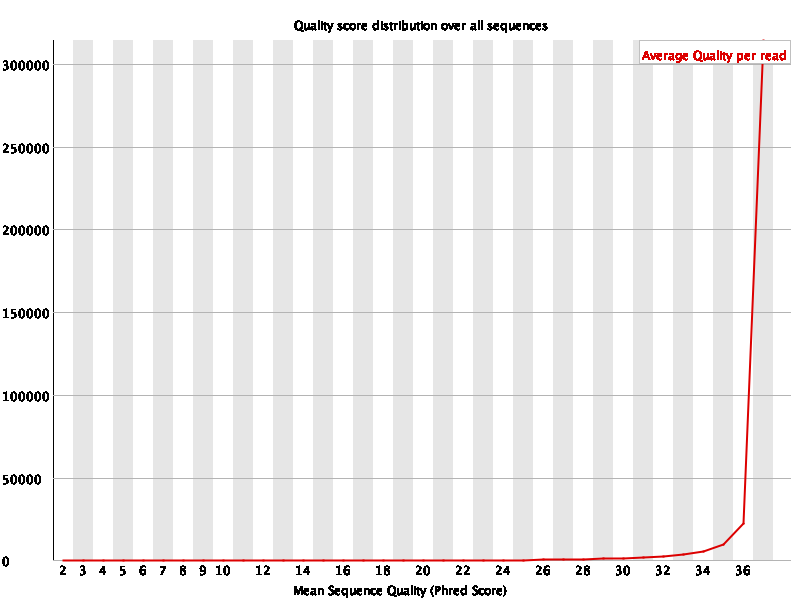 Quality score distribution over all sequences
Average Quality per read
300000
250000
200000
150000
100000
50000
0
2 3 4 5 6 7 8 9 10 12 14 16 18 20 22 24 26 28 30 32 34 36
Mean Sequence Quality (Phred Score)